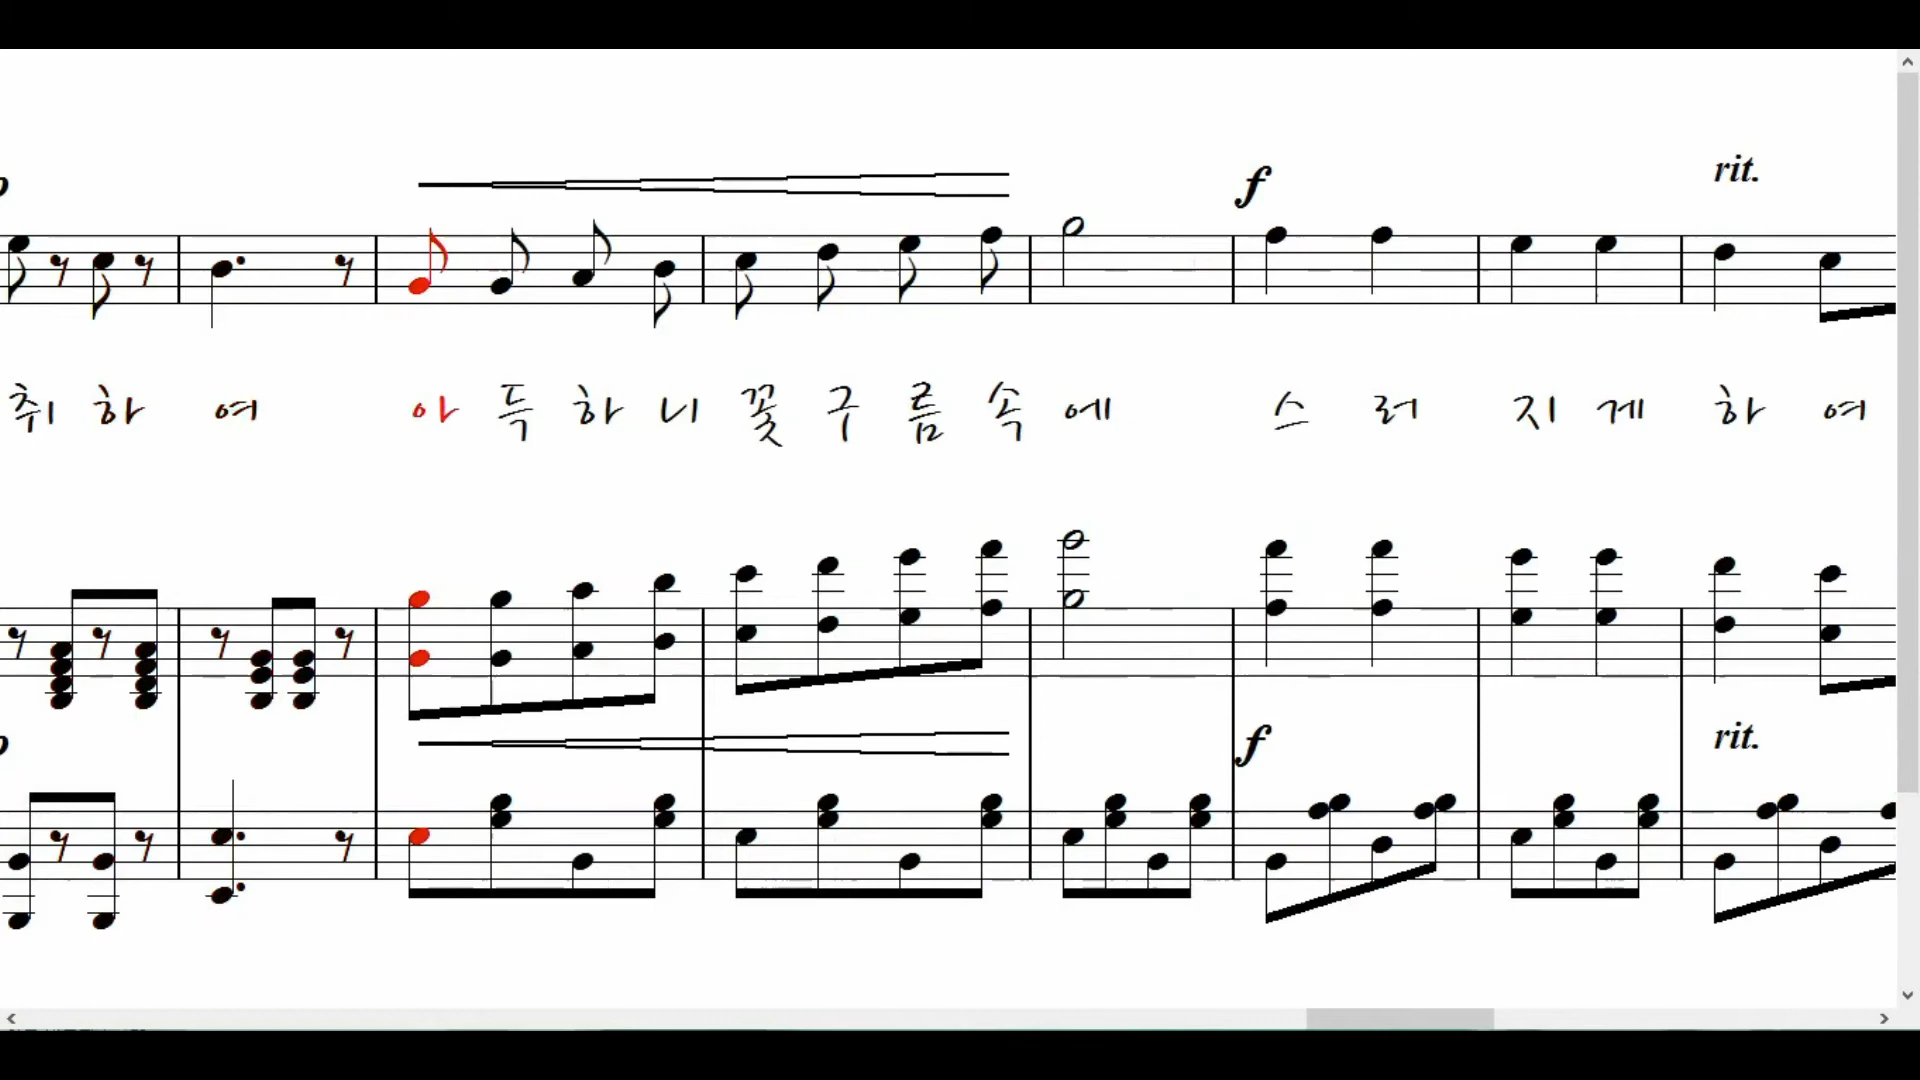 rit.
f
취 하 여 아 득 하 니 꽃 구 름 속 에 스 러 지 게 하 여
f
rit.